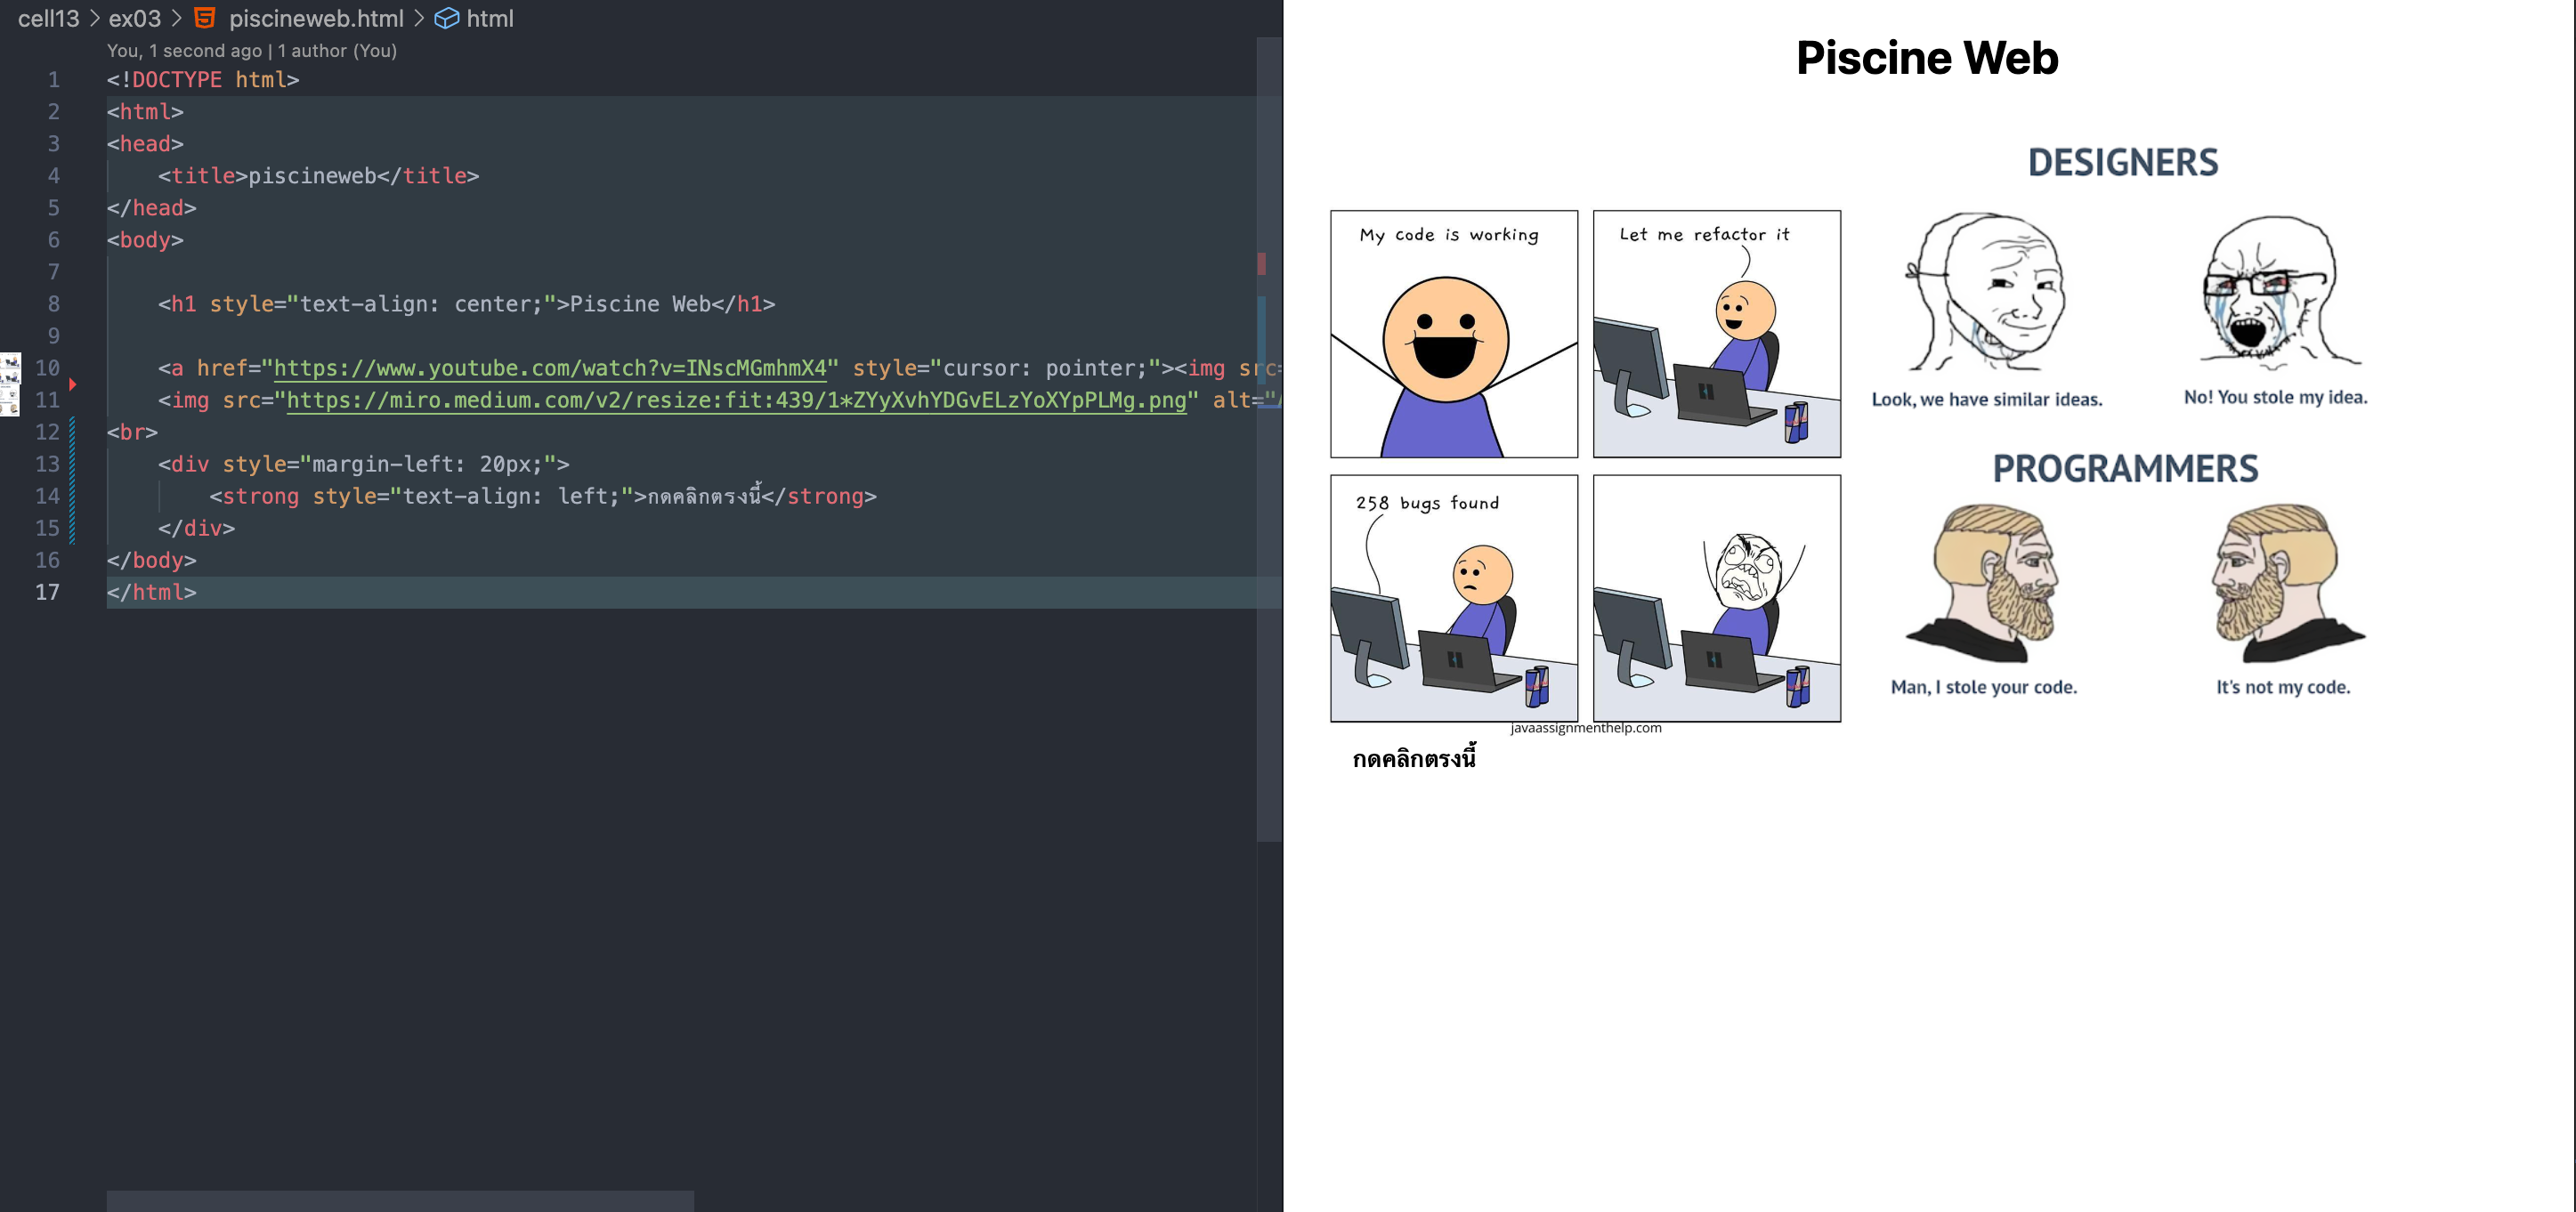 cell13 > ex03 > piscineweb.html > html
You, 1 second ago | 1 author (You)
1 <!DOCTYPE html>
2 <html>
3 <head>
4 <title>piscineweb</title>
5 </head>
6 <body>
7
8 <h1 style="text-align: center;">Piscine Web</h1>
9
10 <a href="https://www.youtube.com/watch?v=INscMGmhmX4" style="cursor: pointer;"><img src=
11 <img src="https://miro.medium.com/v2/resize:fit:439/1*ZYyXvhYDGvELzYoXYpPLMg.png" alt="
12 <br>
13 <div style="margin-left: 20px;">
14 <strong style="text-align: left;">กดคลิกตรงนี้</strong>
15 </div>
16 </body>
17 </html>
Piscine Web
My code is working
Let me refactor it
258 bugs found
javaassignmenthelp.com
DESIGNERS
Look, we have similar ideas.
No! You stole my idea.
PROGRAMMERS
Man, I stole your code.
It's not my code.
กดคลิกตรงนี้